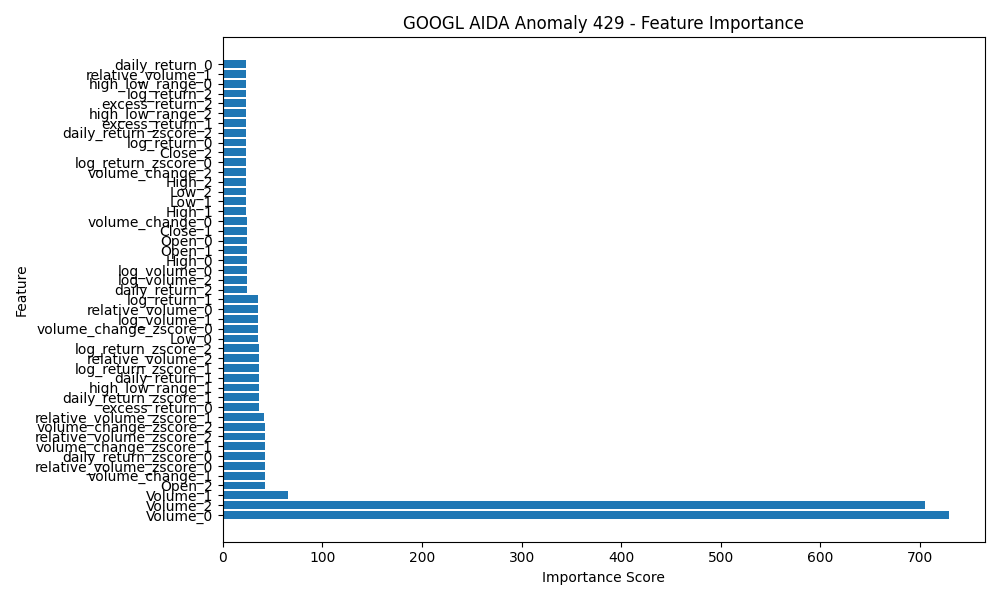 GOOGL AIDA Anomaly 429 - Feature Importance
daily_return_0
relative_volume_1
high_low_range_0
log_return_2
excess_return_2
high_low_range_2
excess_return_1
daily_return_zscore_2
log_return_0
Close_2
log_return_zscore_0
volume_change_2
High_2
Low_2
Low_1
High_1
volume_change_0
Close_1
Open_0
Open_1
High_0
log_volume_0
log_volume_2
daily_return_2
log_return_1
relative_volume_0
log_volume_1
volume_change_zscore_0
Low_0
log_return_zscore_2
relative_volume_2
log_return_zscore_1
daily_return_1
high_low_range_1
daily_return_zscore_1
excess_return_0
relative_volume_zscore_1
volume_change_zscore_2
relative_volume_zscore_2
volume_change_zscore_1
daily_return_zscore_0
relative_volume_zscore_0
volume_change_1
Open_2
Volume_1
Volume_2
Volume_0
Feature
0 100 200 300 400 500 600 700
Importance Score